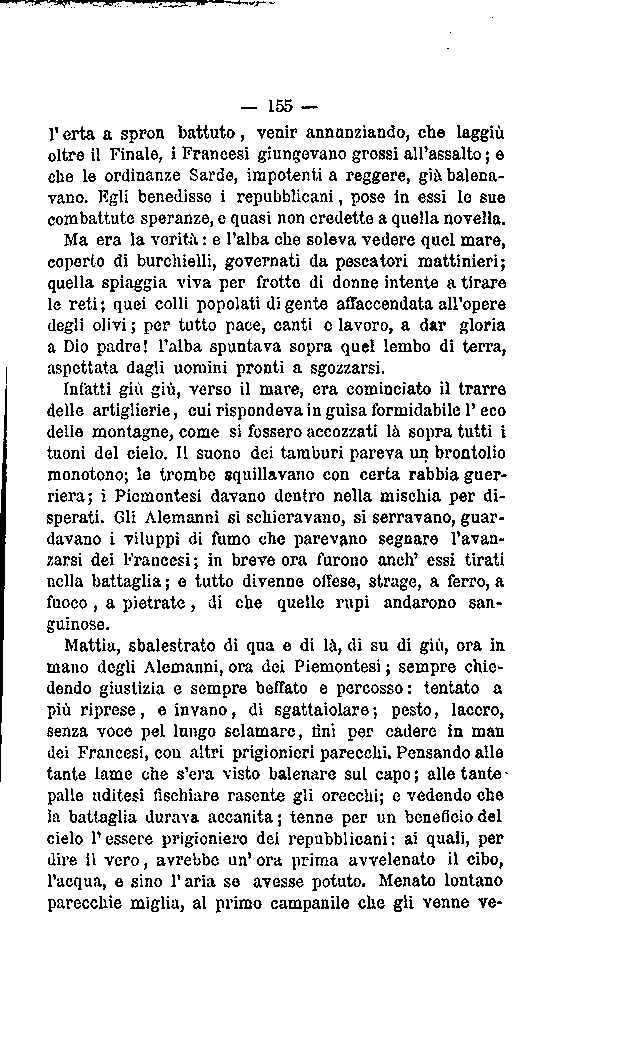 — 155 —
l' erta a spron battuto, venir annunziando, che laggiù
oltre il Finale, i Francesi giungevano grossi all'assalto; e
che le ordinanze Sarde, impotenti a reggere, già balena-
vano. Egli benedisse i repubblicani, pose in essi le sue
combattute speranze, e quasi non credette a quella novella.
Ma era la verità: e l'alba che soleva vedere quel mare,
coperto di burchielli, governati da pescatori mattinieri;
quella spiaggia viva per frotte di donne intente a tirare
le reti; quei colli popolati di gente affaccendata all'opere
degli olivi; per tutto pace, canti e lavoro, a dar gloria
a Dio padre! l'alba spuntava sopra quel lembo di terra,
aspettata dagli uomini pronti a sgozzarsi.
Infatti giù giù, verso il mare, era cominciato il trarre
delle artiglierie, cui rispondeva in guisa formidabile l' eco
delle montagne, come si fossero accozzati là sopra tutti i
tuoni del cielo. Il suono dei tamburi pareva un brontolio
monotono; le trombe squillavano con certa rabbia guer-
riera; i Piemontesi davano dentro nella mischia per di-
sperati. Gli Alemanni si schieravano, si serravano, guar-
davano i viluppi di fumo che parevano segnare l'avan-
zarsi dei Francesi; in breve ora furono anch' essi tirati
nella battaglia; e tutto divenne offese, strage, a ferro, a
fuoco, a pietrate, di che quelle rupi andarono san-
guinose.
Mattia, sbalestrato di qua e di là, di su di giù, ora in
mano degli Alemanni, ora dei Piemontesi; sempre chie-
dendo giustizia e sempre beffato e percosso: tentato a
più riprese, e invano, di sgattaiolare; pesto, lacero,
senza voce pel lungo sclamare, finì per cadere in man
dei Francesi, con altri prigionieri parecchi. Pensando alle
tante lame che s'era visto balenare sul capo; alle tante
palle uditesi fischiare rasente gli orecchi; e vedendo che
la battaglia durava accanita; tenne per un beneficio del
cielo l' essere prigioniero dei repubblicani: ai quali, per
dire il vero, avrebbe un' ora prima avvelenato il cibo,
l'acqua, e sino l' aria se avesse potuto. Menato lontano
parecchie miglia, al primo campanile che gli venne ve-